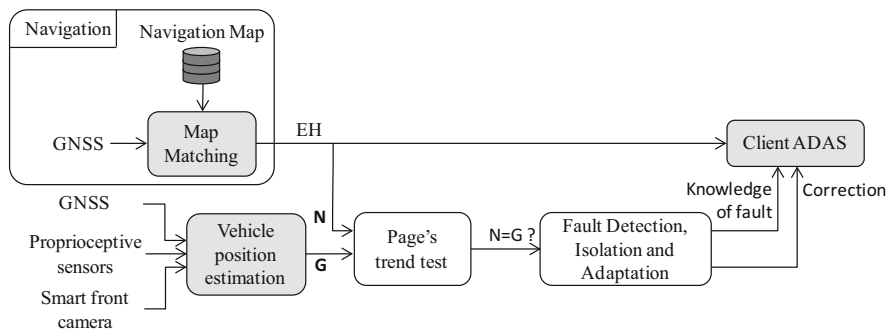 Navigation
Navigation Map
GNSS
Map
Matching
EH
Client ADAS
Knowledge
of fault
Correction
GNSS
Proprioceptive
sensors
Smart front
camera
Vehicle
position
estimation
N
G
Page's
trend test
N=G ?
Fault Detection,
Isolation and
Adaptation